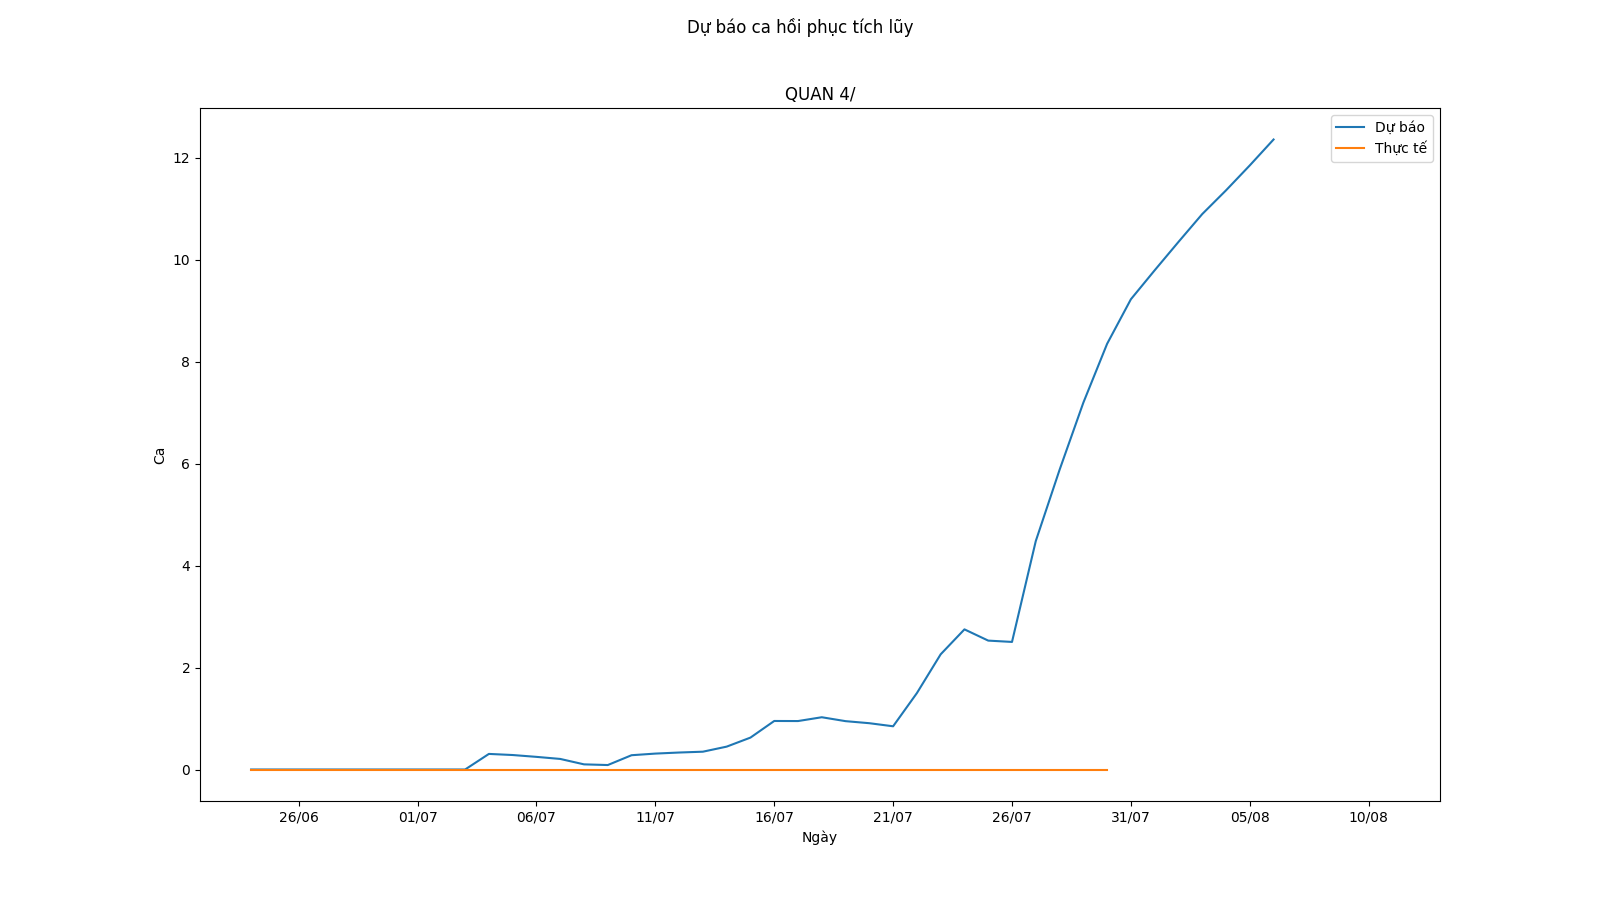 Dự báo ca hồi phục tích lũy
QUAN 4/
Dự báo
Thực tế
12
10
8
6
4
2
0
Ca
26/06
01/07
06/07
11/07
16/07
21/07
26/07
31/07
05/08
10/08
Ngày